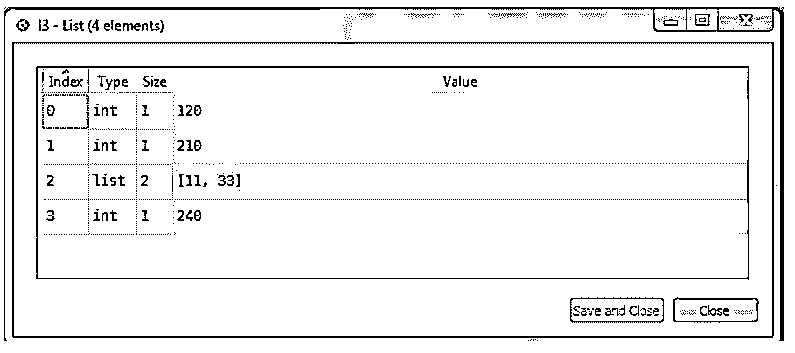 l3 - List (4 elements)
Index Type Size Value
0 int 1 120
1 int 1 210
2 list 2 [11, 33]
3 int 1 240
Save and Close Close